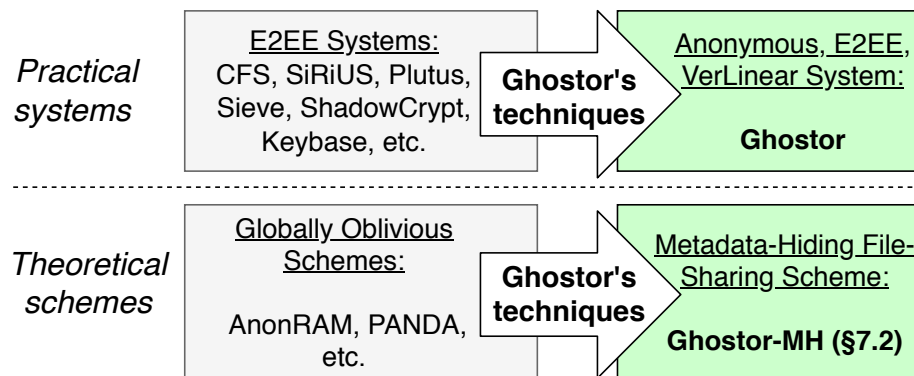 Practical
systems
E2EE Systems:
CFS, SiRiUS, Plutus,
Sieve, ShadowCrypt,
Keybase, etc.
Ghostor's
techniques
Anonymous, E2EE,
VerLinear System:
Ghostor
Theoretical
schemes
Globally Oblivious
Schemes:
AnonRAM, PANDA,
etc.
Ghostor's
techniques
Metadata-Hiding File-
Sharing Scheme:
Ghostor-MH (§7.2)